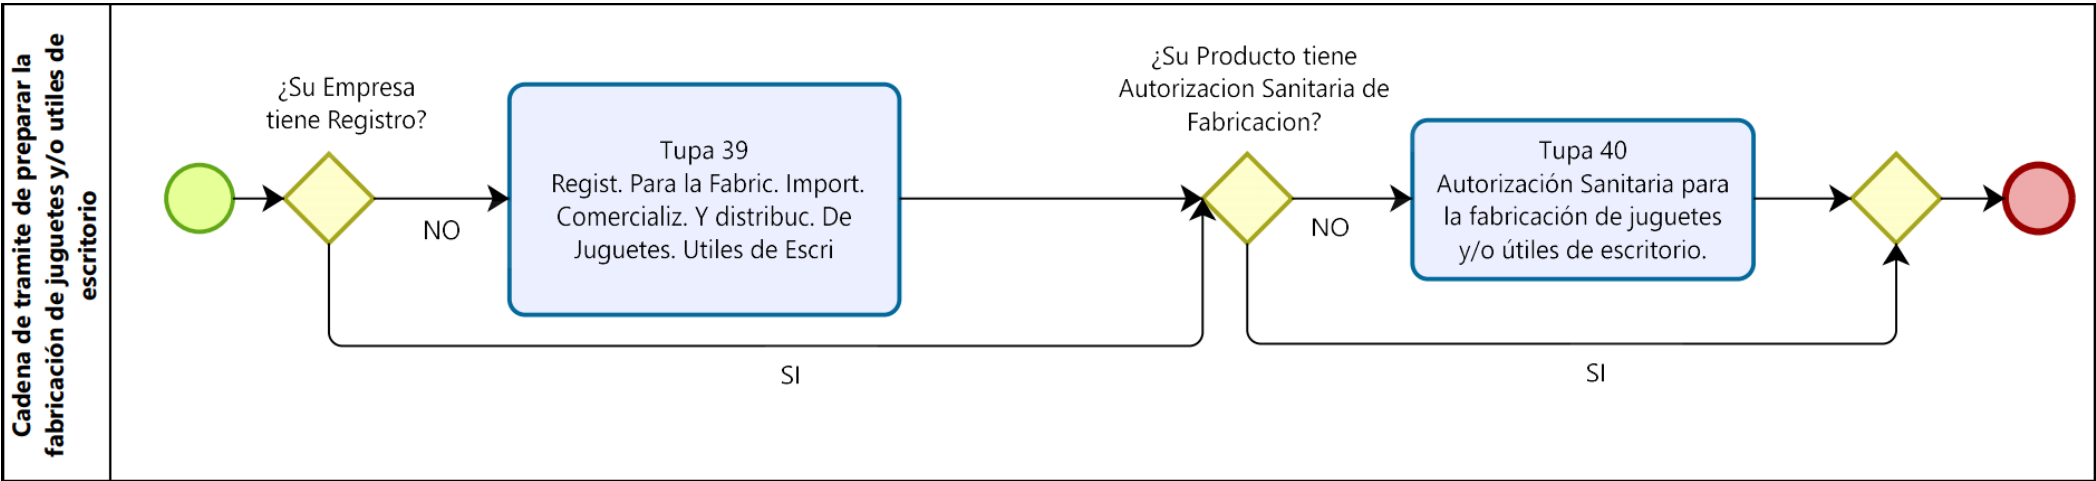 Cadena de tramite de preparar la
fabricación de juguetes y/o utiles de
escritorio
¿Su Empresa
tiene Registro?
NO
Tupa 39
Regist. Para la Fabric. Import.
Comercializ. Y distribuc. De
Juguetes. Utiles de Escri
SI
¿Su Producto tiene
Autorizacion Sanitaria de
Fabricacion?
NO
Tupa 40
Autorización Sanitaria para
la fabricación de juguetes
y/o útiles de escritorio.
SI